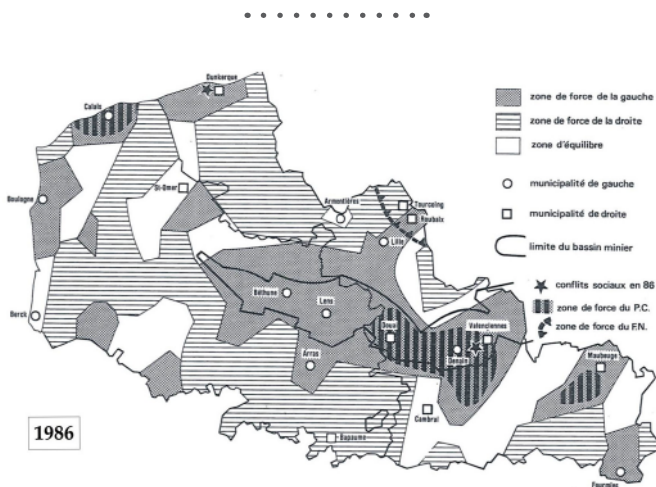 Dunkerque
Calais
Boulogne
St-Omer
Armentières
Tourcoing
Roubaix
Lille
Berck
Béthune
Lens
Arras
Douai
Valenciennes
Denain
Maubeuge
Cambrai
Bapaume
Fourmies
1986
zone de force de la gauche
zone de force de la droite
zone d'équilibre
municipalité de gauche
municipalité de droite
limite du bassin minier
conflits sociaux en 86
zone de force du P.C.
zone de force du F.N.